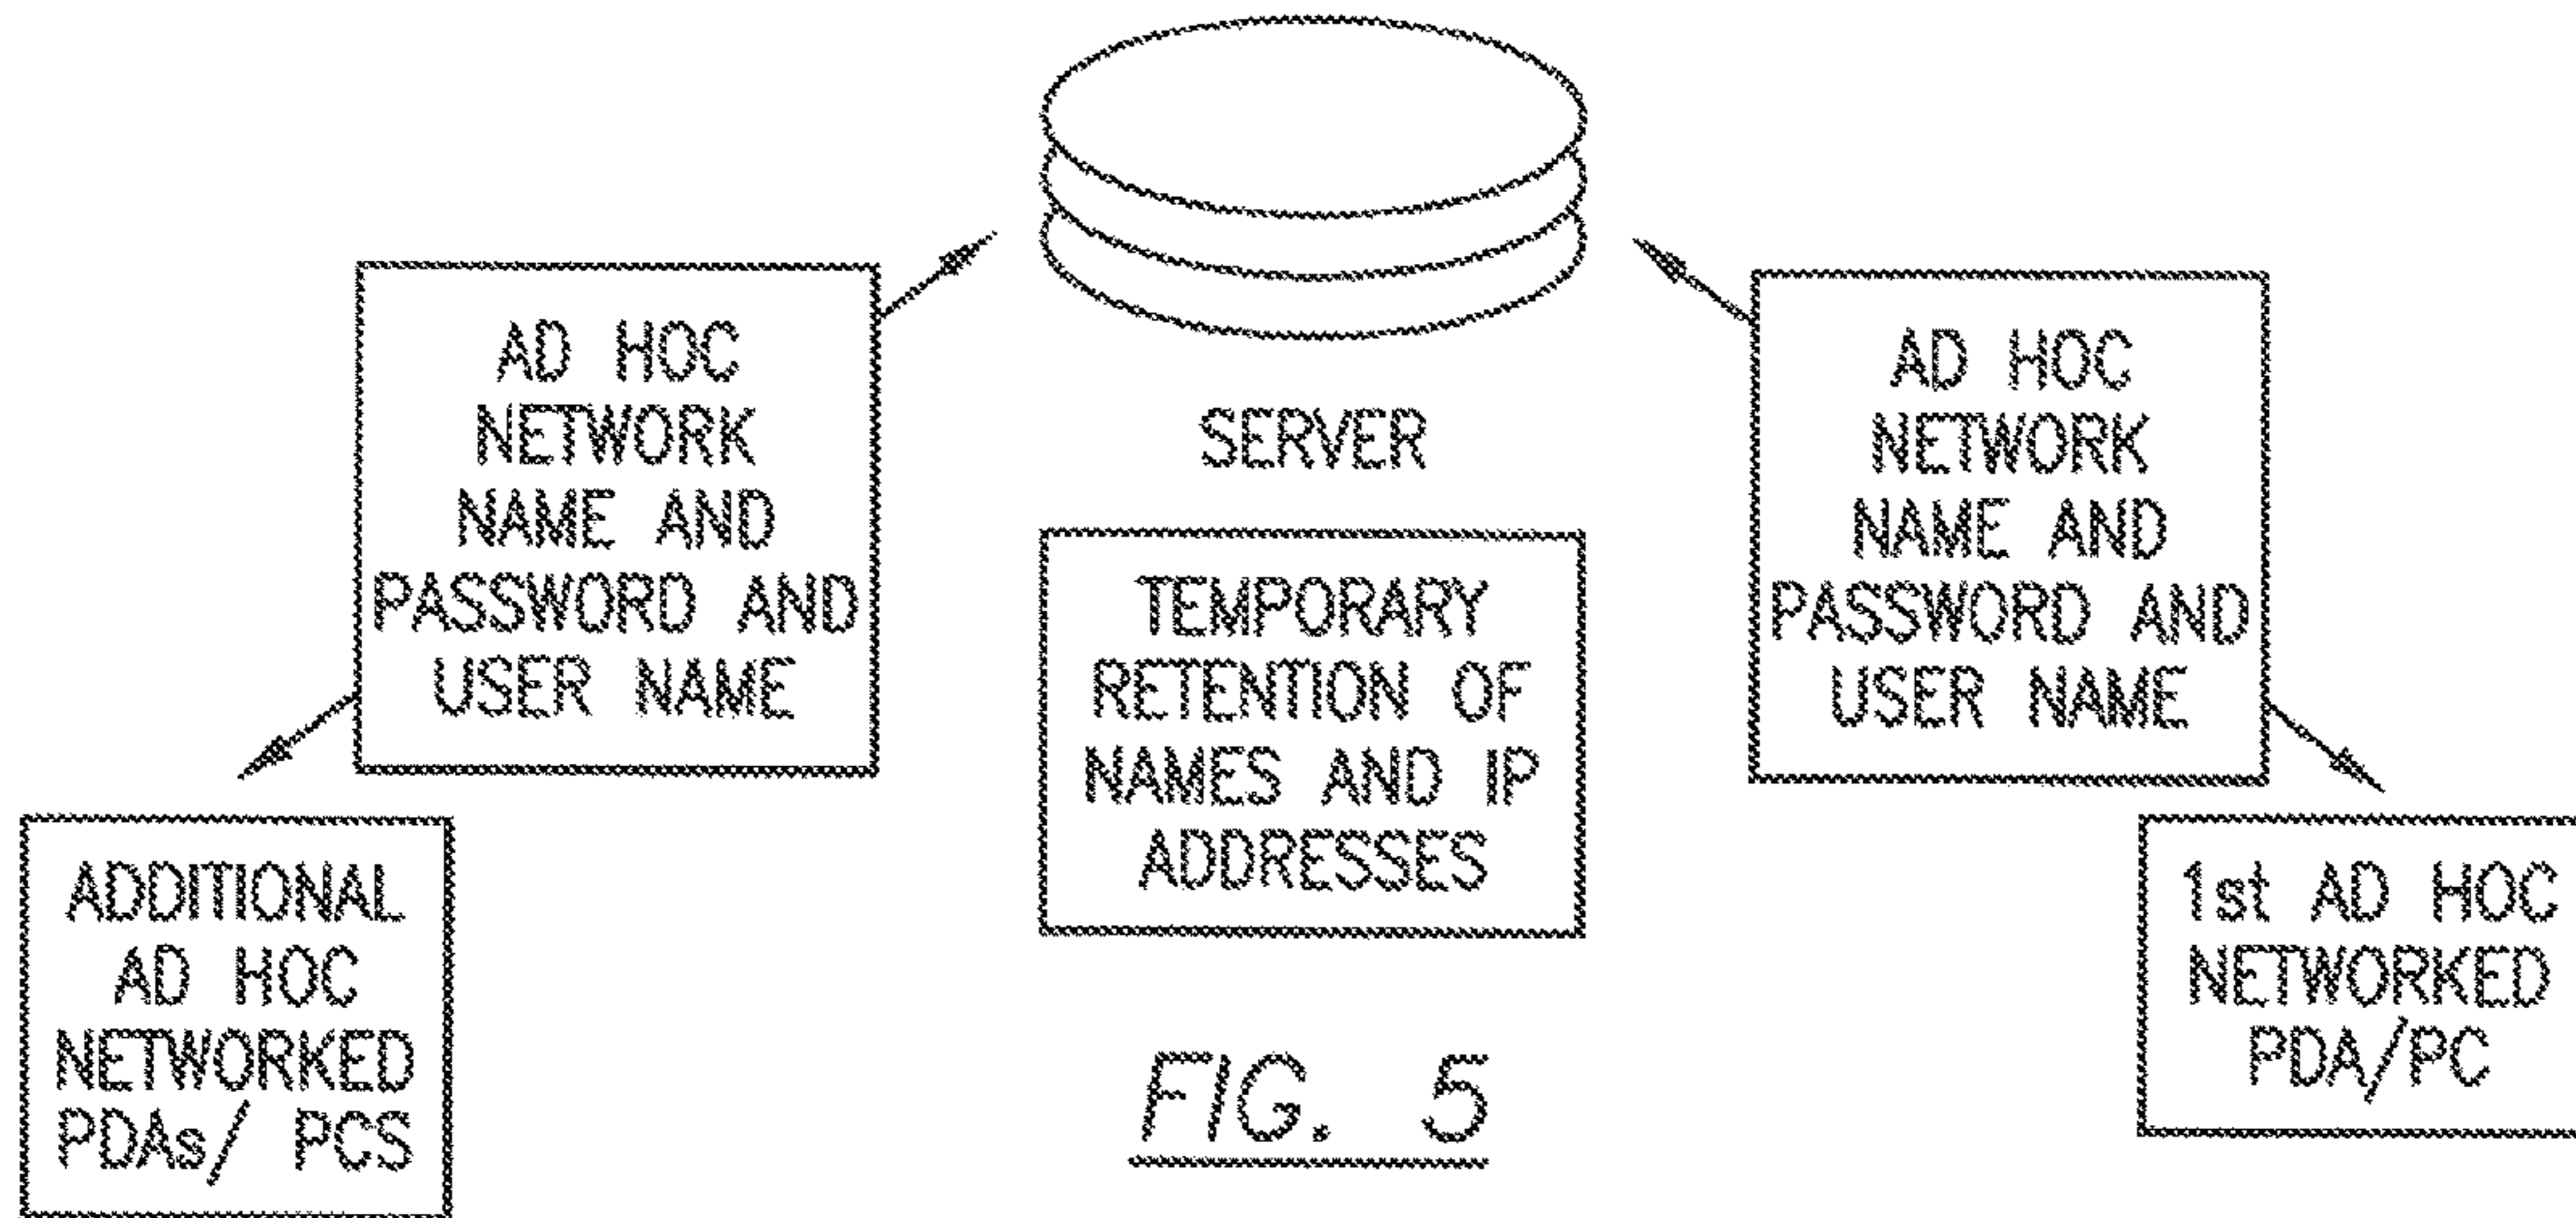 AD HOC
NETWORK
NAME AND
PASSWORD AND
USER NAME
SERVER
AD HOC
NETWORK
NAME AND
PASSWORD AND
USER NAME
TEMPORARY
RETENTION OF
NAMES AND IP
ADDRESSES
ADDITIONAL
AD HOC
NETWORKED
PDAs/ PCS
1st AD HOC
NETWORKED
PDA/PC
FIG. 5